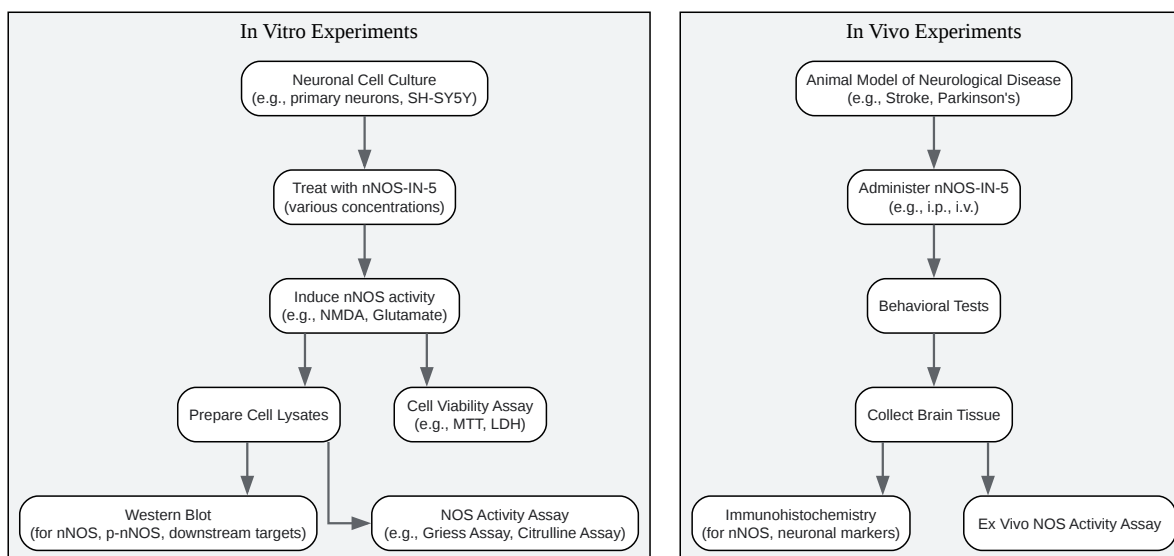 In Vitro Experiments
Neuronal Cell Culture
(e.g., primary neurons, SH-SY5Y)
Treat with nNOS-IN-5
(various concentrations)
Induce nNOS activity
(e.g., NMDA, Glutamate)
Prepare Cell Lysates
Cell Viability Assay
(e.g., MTT, LDH)
Western Blot
(for nNOS, p-nNOS, downstream targets)
NOS Activity Assay
(e.g., Griess Assay, Citrulline Assay)
In Vivo Experiments
Animal Model of Neurological Disease
(e.g., Stroke, Parkinson's)
Administer nNOS-IN-5
(e.g., i.p., i.v.)
Behavioral Tests
Collect Brain Tissue
Immunohistochemistry
(for nNOS, neuronal markers)
Ex Vivo NOS Activity Assay